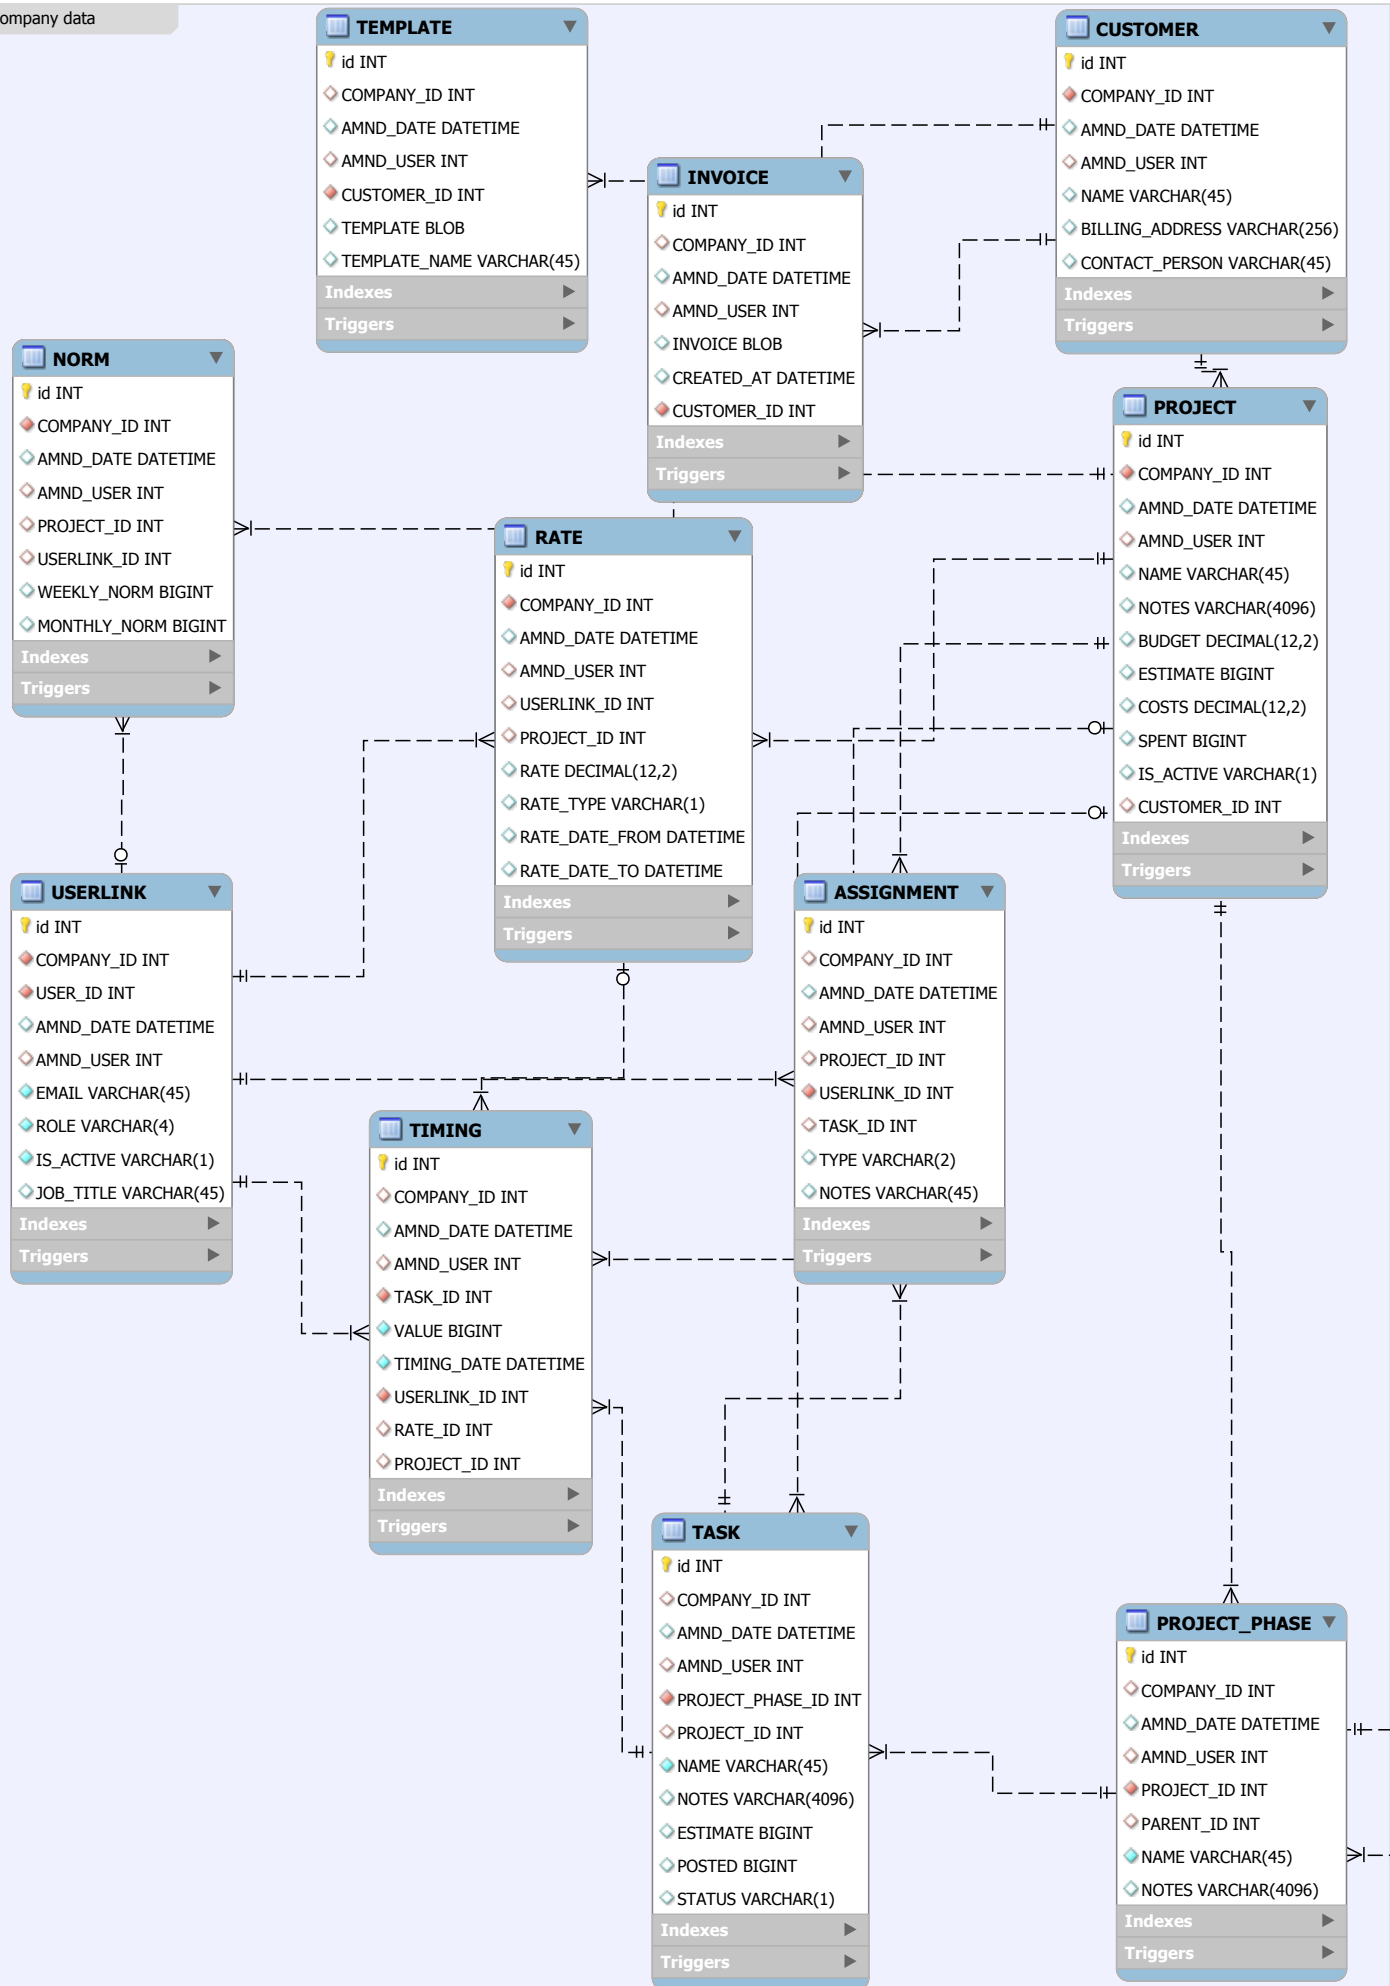 ompany data
TEMPLATE
id INT
COMPANY_ID INT
AMND_DATE DATETIME
AMND_USER INT
CUSTOMER_ID INT
TEMPLATE BLOB
TEMPLATE_NAME VARCHAR(45)
Indexes
Triggers
CUSTOMER
id INT
COMPANY_ID INT
AMND_DATE DATETIME
AMND_USER INT
NAME VARCHAR(45)
BILLING_ADDRESS VARCHAR(256)
CONTACT_PERSON VARCHAR(45)
Indexes
Triggers
INVOICE
id INT
COMPANY_ID INT
AMND_DATE DATETIME
AMND_USER INT
INVOICE BLOB
CREATED_AT DATETIME
CUSTOMER_ID INT
Indexes
Triggers
NORM
id INT
COMPANY_ID INT
AMND_DATE DATETIME
AMND_USER INT
PROJECT_ID INT
USERLINK_ID INT
WEEKLY_NORM BIGINT
MONTHLY_NORM BIGINT
Indexes
Triggers
PROJECT
id INT
COMPANY_ID INT
AMND_DATE DATETIME
AMND_USER INT
NAME VARCHAR(45)
NOTES VARCHAR(4096)
BUDGET DECIMAL(12,2)
ESTIMATE BIGINT
COSTS DECIMAL(12,2)
SPENT BIGINT
IS_ACTIVE VARCHAR(1)
CUSTOMER_ID INT
Indexes
Triggers
RATE
id INT
COMPANY_ID INT
AMND_DATE DATETIME
AMND_USER INT
USERLINK_ID INT
PROJECT_ID INT
RATE DECIMAL(12,2)
RATE_TYPE VARCHAR(1)
RATE_DATE_FROM DATETIME
RATE_DATE_TO DATETIME
Indexes
Triggers
USERLINK
id INT
COMPANY_ID INT
USER_ID INT
AMND_DATE DATETIME
AMND_USER INT
EMAIL VARCHAR(45)
ROLE VARCHAR(4)
IS_ACTIVE VARCHAR(1)
JOB_TITLE VARCHAR(45)
Indexes
Triggers
ASSIGNMENT
id INT
COMPANY_ID INT
AMND_DATE DATETIME
AMND_USER INT
PROJECT_ID INT
USERLINK_ID INT
TASK_ID INT
TYPE VARCHAR(2)
NOTES VARCHAR(45)
Indexes
Triggers
TIMING
id INT
COMPANY_ID INT
AMND_DATE DATETIME
AMND_USER INT
TASK_ID INT
VALUE BIGINT
TIMING_DATE DATETIME
USERLINK_ID INT
RATE_ID INT
PROJECT_ID INT
Indexes
Triggers
TASK
id INT
COMPANY_ID INT
AMND_DATE DATETIME
AMND_USER INT
PROJECT_PHASE_ID INT
PROJECT_ID INT
NAME VARCHAR(45)
NOTES VARCHAR(4096)
ESTIMATE BIGINT
POSTED BIGINT
STATUS VARCHAR(1)
Indexes
Triggers
PROJECT_PHASE
id INT
COMPANY_ID INT
AMND_DATE DATETIME
AMND_USER INT
PROJECT_ID INT
PARENT_ID INT
NAME VARCHAR(45)
NOTES VARCHAR(4096)
Indexes
Triggers